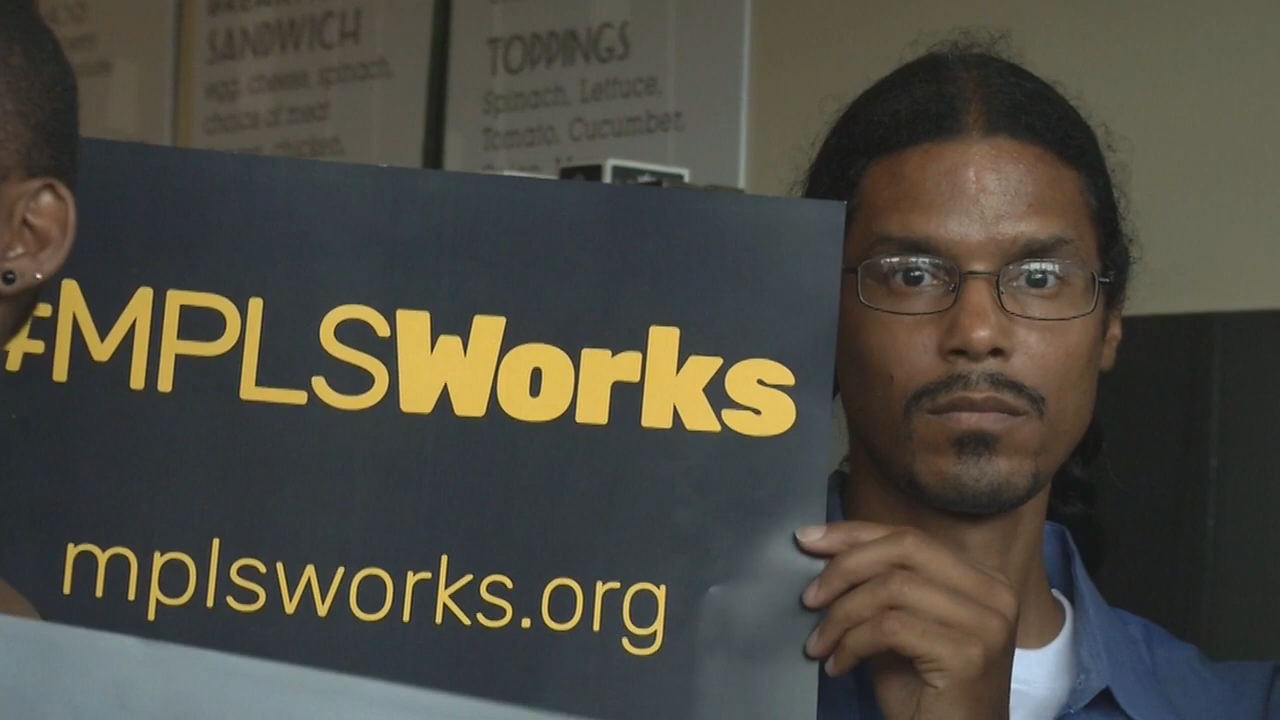 SANDWICH
egg, cheese, spinach,
choice of meat
TOPPINGS
Spinach, Lettuce,
Tomato, Cucumber,
#MPLSWorks
mplsworks.org